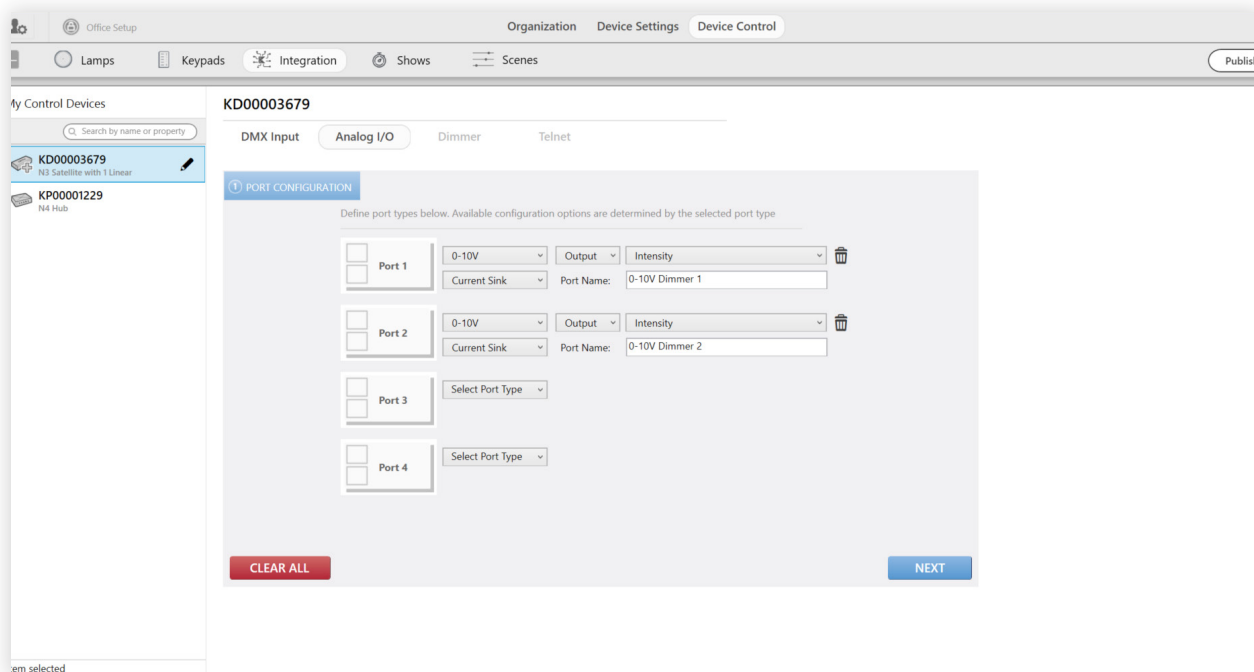 Office Setup
Organization Device Settings Device Control
Lamps Keypads Integration Shows Scenes
Publish
My Control Devices
Search by name or property
KD00003679
N3 Satellite with 1 Linear
KP00001229
N4 Hub
KD00003679
DMX Input Analog I/O Dimmer Telnet
1 PORT CONFIGURATION
Define port types below. Available configuration options are determined by the selected port type
Port 1
0-10V Output Intensity
Current Sink Port Name: 0-10V Dimmer 1
Port 2
0-10V Output Intensity
Current Sink Port Name: 0-10V Dimmer 2
Port 3
Select Port Type
Port 4
Select Port Type
CLEAR ALL NEXT
selected